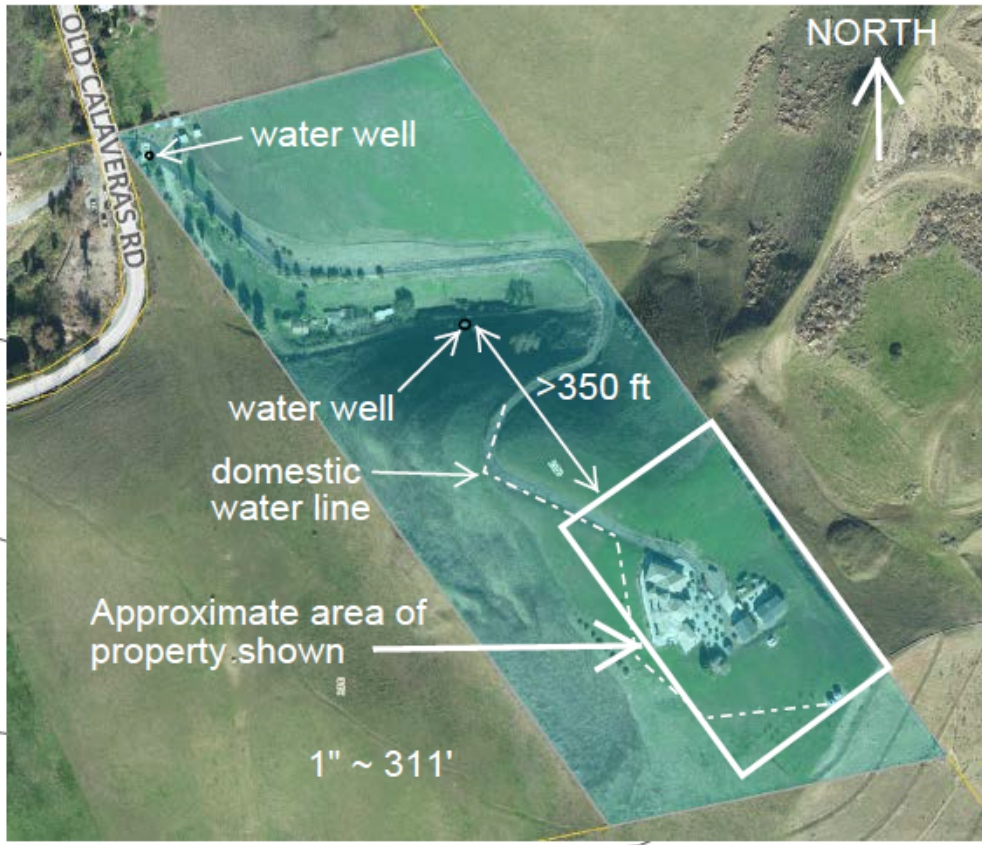 OLD CALAVERAS RD
NORTH
water well
>350 ft
water well
domestic
water line
Approximate area of
property shown
1" ~ 311'